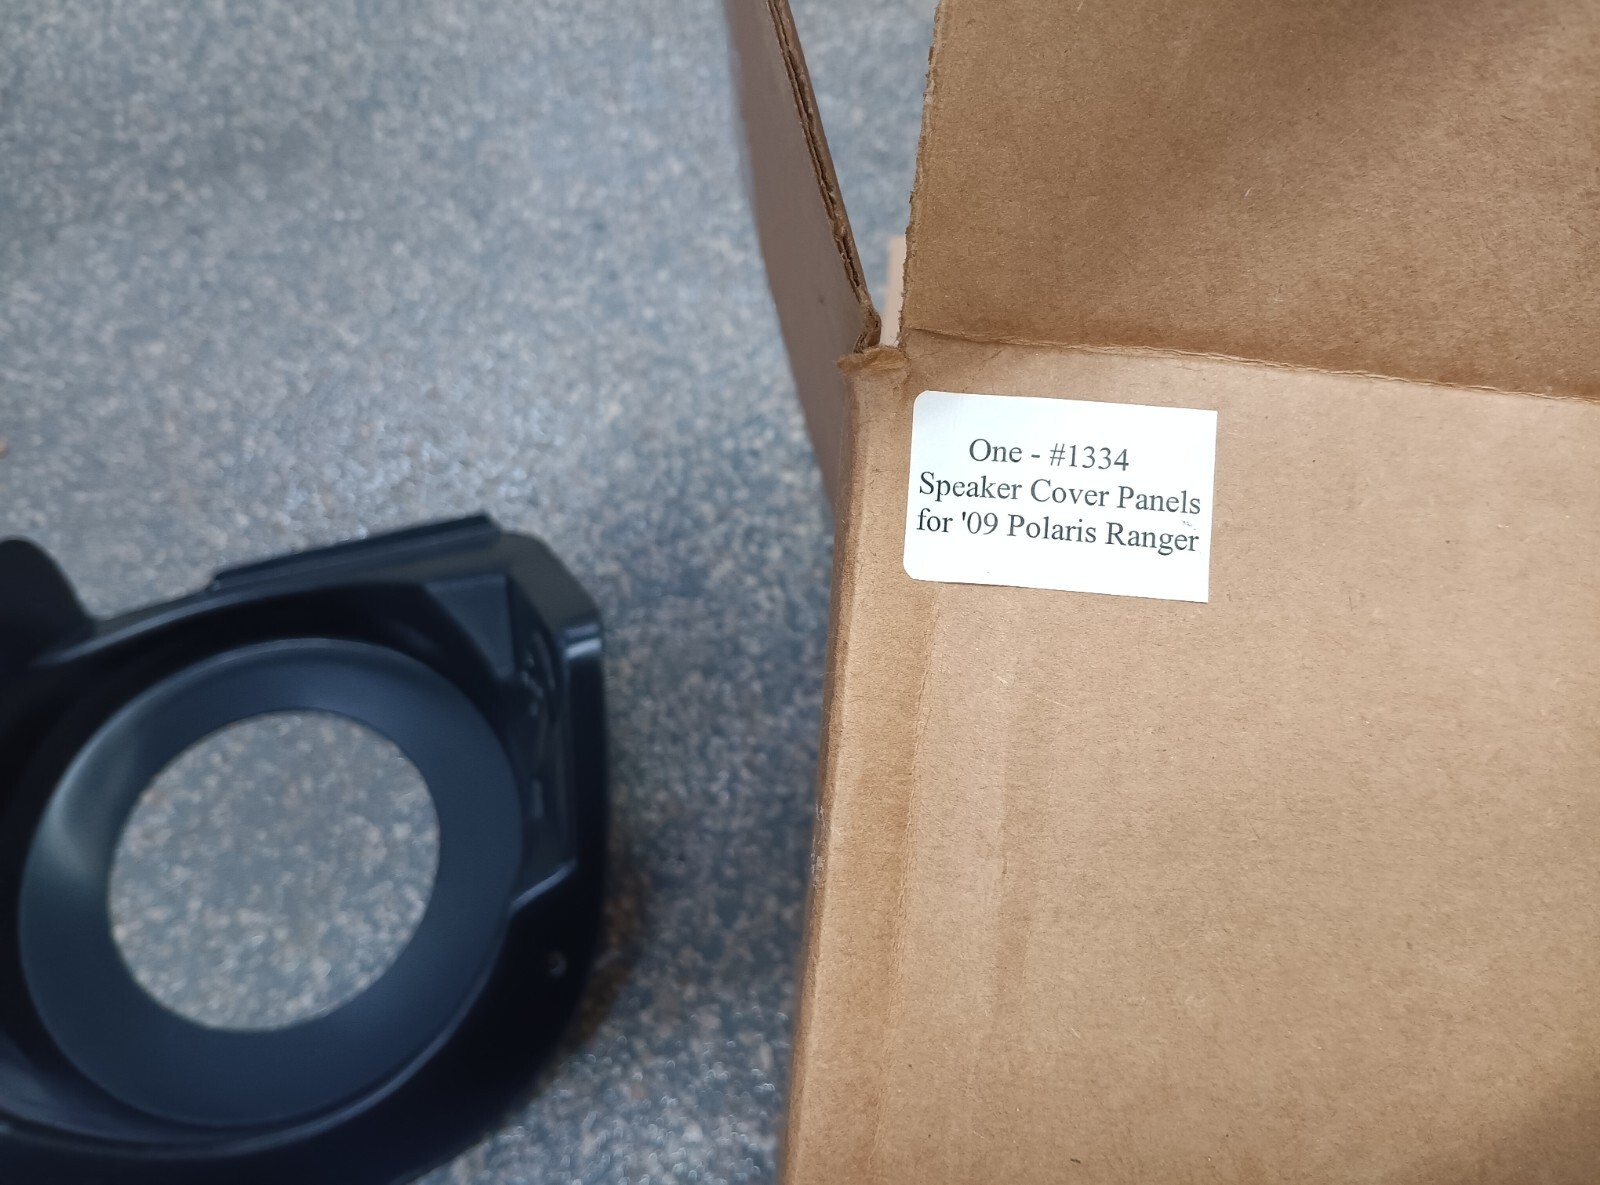 One - #1334
Speaker Cover Panels
for '09 Polaris Ranger